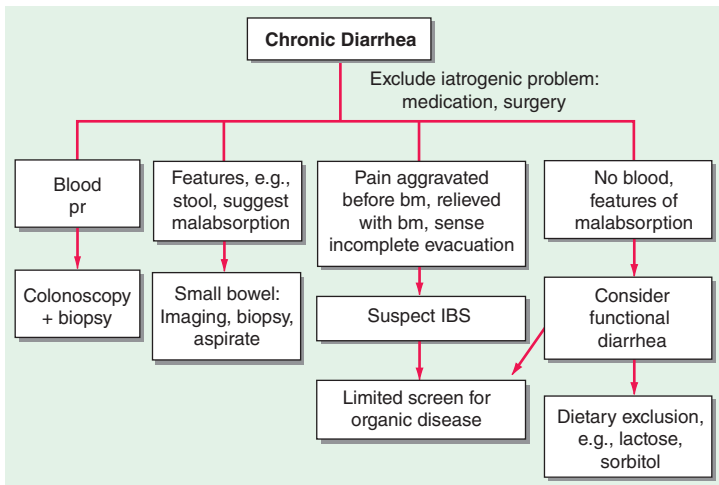 Chronic Diarrhea
Exclude iatrogenic problem:
medication, surgery
Blood
pr
Features, e.g.,
stool, suggest
malabsorption
Pain aggravated
before bm, relieved
with bm, sense
incomplete evacuation
No blood,
features of
malabsorption
Colonoscopy
+ biopsy
Small bowel:
Imaging, biopsy,
aspirate
Suspect IBS
Consider
functional
diarrhea
Limited screen for
organic disease
Dietary exclusion,
e.g., lactose,
sorbitol